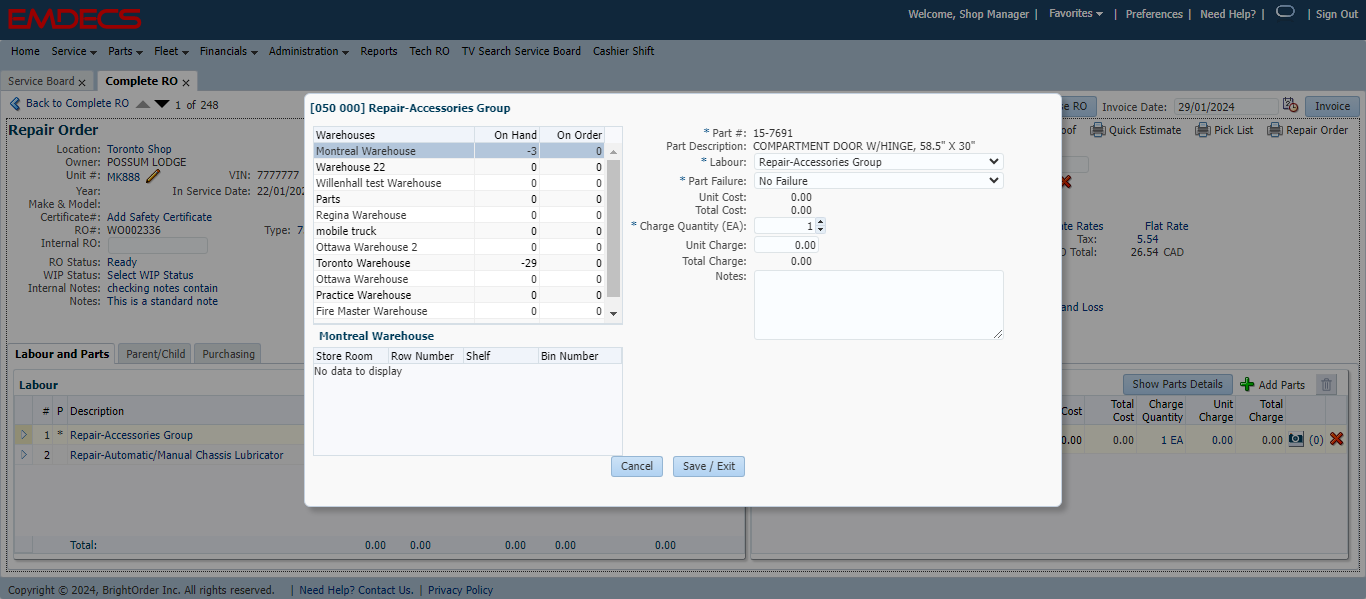 EMDECS
Welcome, Shop Manager | Favorites | Preferences | Need Help? | | Sign Out
Home Service Parts Fleet Financials Administration Reports Tech RO TV Search Service Board Cashier Shift
Service Board x Complete RO x
Back to Complete RO 1 of 248
RO Invoice Date: 29/01/2024 Invoice
Repair Order
Quick Estimate Pick List Repair Order
Location: Toronto Shop
Owner: POSSUM LODGE
Unit #: MK888 VIN: 7777777
Year: In Service Date: 22/01/202
Make & Model:
Certificate#: Add Safety Certificate
RO#: WO002336 Type:
Internal RO:
RO Status: Ready
WIP Status: Select WIP Status
Internal Notes: checking notes contain
Notes: This is a standard note
Rates Flat Rate
Tax: 5.54
Total: 26.54 CAD
and Loss
[050 000] Repair-Accessories Group
Warehouses On Hand On Order
Montreal Warehouse -3 0
Warehouse 22 0 0
Willenhall test Warehouse 0 0
Parts 0 0
Regina Warehouse 0 0
mobile truck 0 0
Ottawa Warehouse 2 0 0
Toronto Warehouse -29 0
Ottawa Warehouse 0 0
Practice Warehouse 0 0
Fire Master Warehouse 0 0
Montreal Warehouse
Store Room Row Number Shelf Bin Number
No data to display
* Part #: 15-7691
Part Description: COMPARTMENT DOOR W/HINGE, 58.5" X 30"
* Labour: Repair-Accessories Group
* Part Failure: No Failure
Unit Cost: 0.00
Total Cost: 0.00
* Charge Quantity (EA): 1
Unit Charge: 0.00
Total Charge: 0.00
Notes:
Cancel Save / Exit
Labour and Parts Parent/Child Purchasing
Labour
# P Description
1 * Repair-Accessories Group
2 Repair-Automatic/Manual Chassis Lubricator
Total: 0.00 0.00 0.00 0.00 0.00
Show Parts Details Add Parts
Cost Total Cost Charge Quantity Unit Charge Total Charge
0.00 0.00 1 EA 0.00 0.00 (0)
Copyright © 2024, BrightOrder Inc. All rights reserved. | Need Help? Contact Us. | Privacy Policy